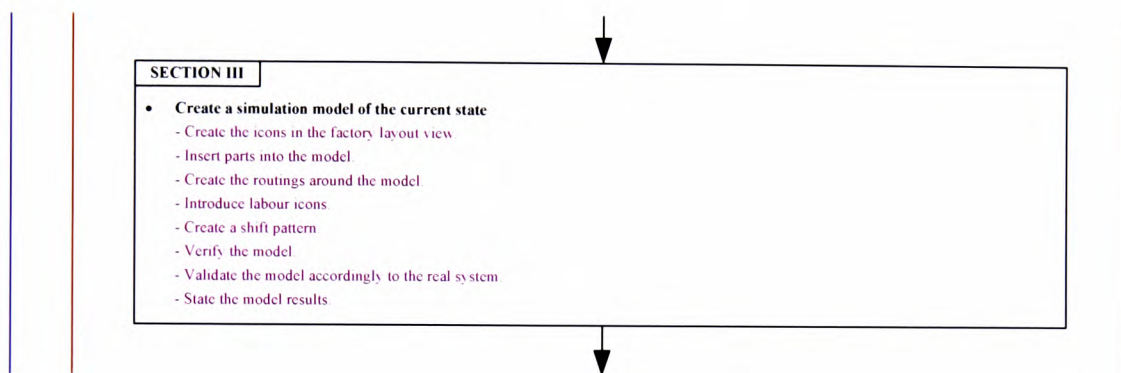 SECTION III
• Create a simulation model of the current state
- Create the icons in the factory layout view
- Insert parts into the model.
- Create the routings around the model.
- Introduce labour icons.
- Create a shift pattern
- Verify the model.
- Validate the model accordingly to the real system.
- State the model results.